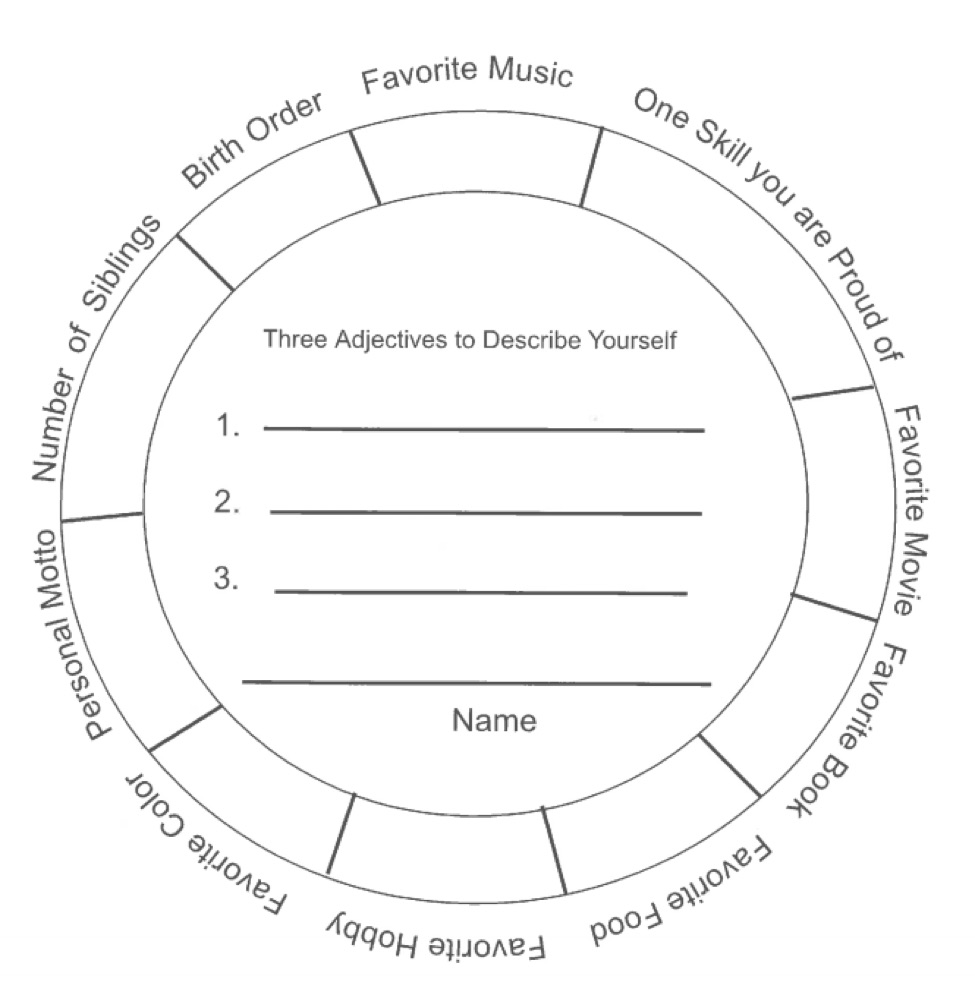 Favorite Music
One Skill you are Proud of
Favorite Movie
Favorite Book
Favorite Food
Favorite Hobby
Favorite Color
Personal Motto
Number of Siblings
Birth Order
Three Adjectives to Describe Yourself
1.
2.
3.
Name